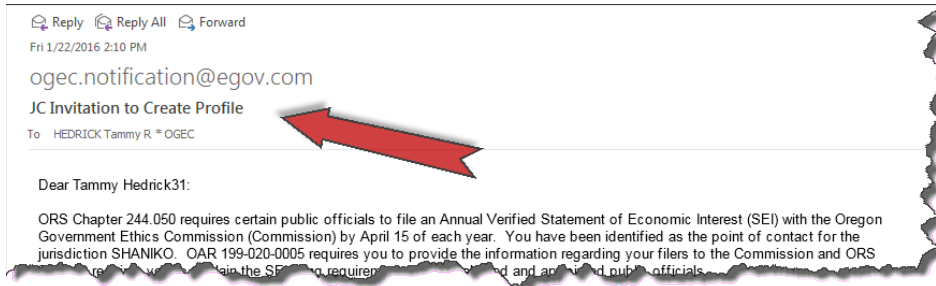 Reply Reply All Forward
Fri 1/22/2016 2:10 PM
ogec.notification@egov.com
JC Invitation to Create Profile
To HEDRICK Tammy R * OGEC
Dear Tammy Hedrick31:
ORS Chapter 244.050 requires certain public officials to file an Annual Verified Statement of Economic Interest (SEI) with the Oregon
Government Ethics Commission (Commission) by April 15 of each year.  You have been identified as the point of contact for the
jurisdiction SHANIKO.  OAR 199-020-0005 requires you to provide the information regarding your filers to the Commission and ORS
the and public officials